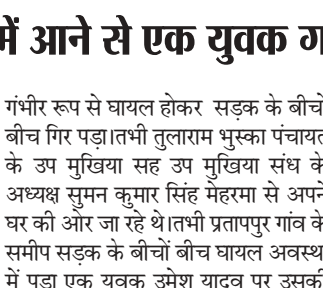 में आने से एक युवक ग
गंभीर रूप से घायल होकर सड़क के बीचो
बीच गिर पड़ा।तभी तुलाराम भुस्का पंचायत
के उप मुखिया सह उप मुखिया संध के
अध्यक्ष सुमन कुमार सिंह मेहरमा से अपने
घर की ओर जा रहे थे।तभी प्रतापपुर गांव के
समीप सड़क के बीचों बीच घायल अवस्थ
में पड़ा एक युवक उमेश यादव पर उसकी